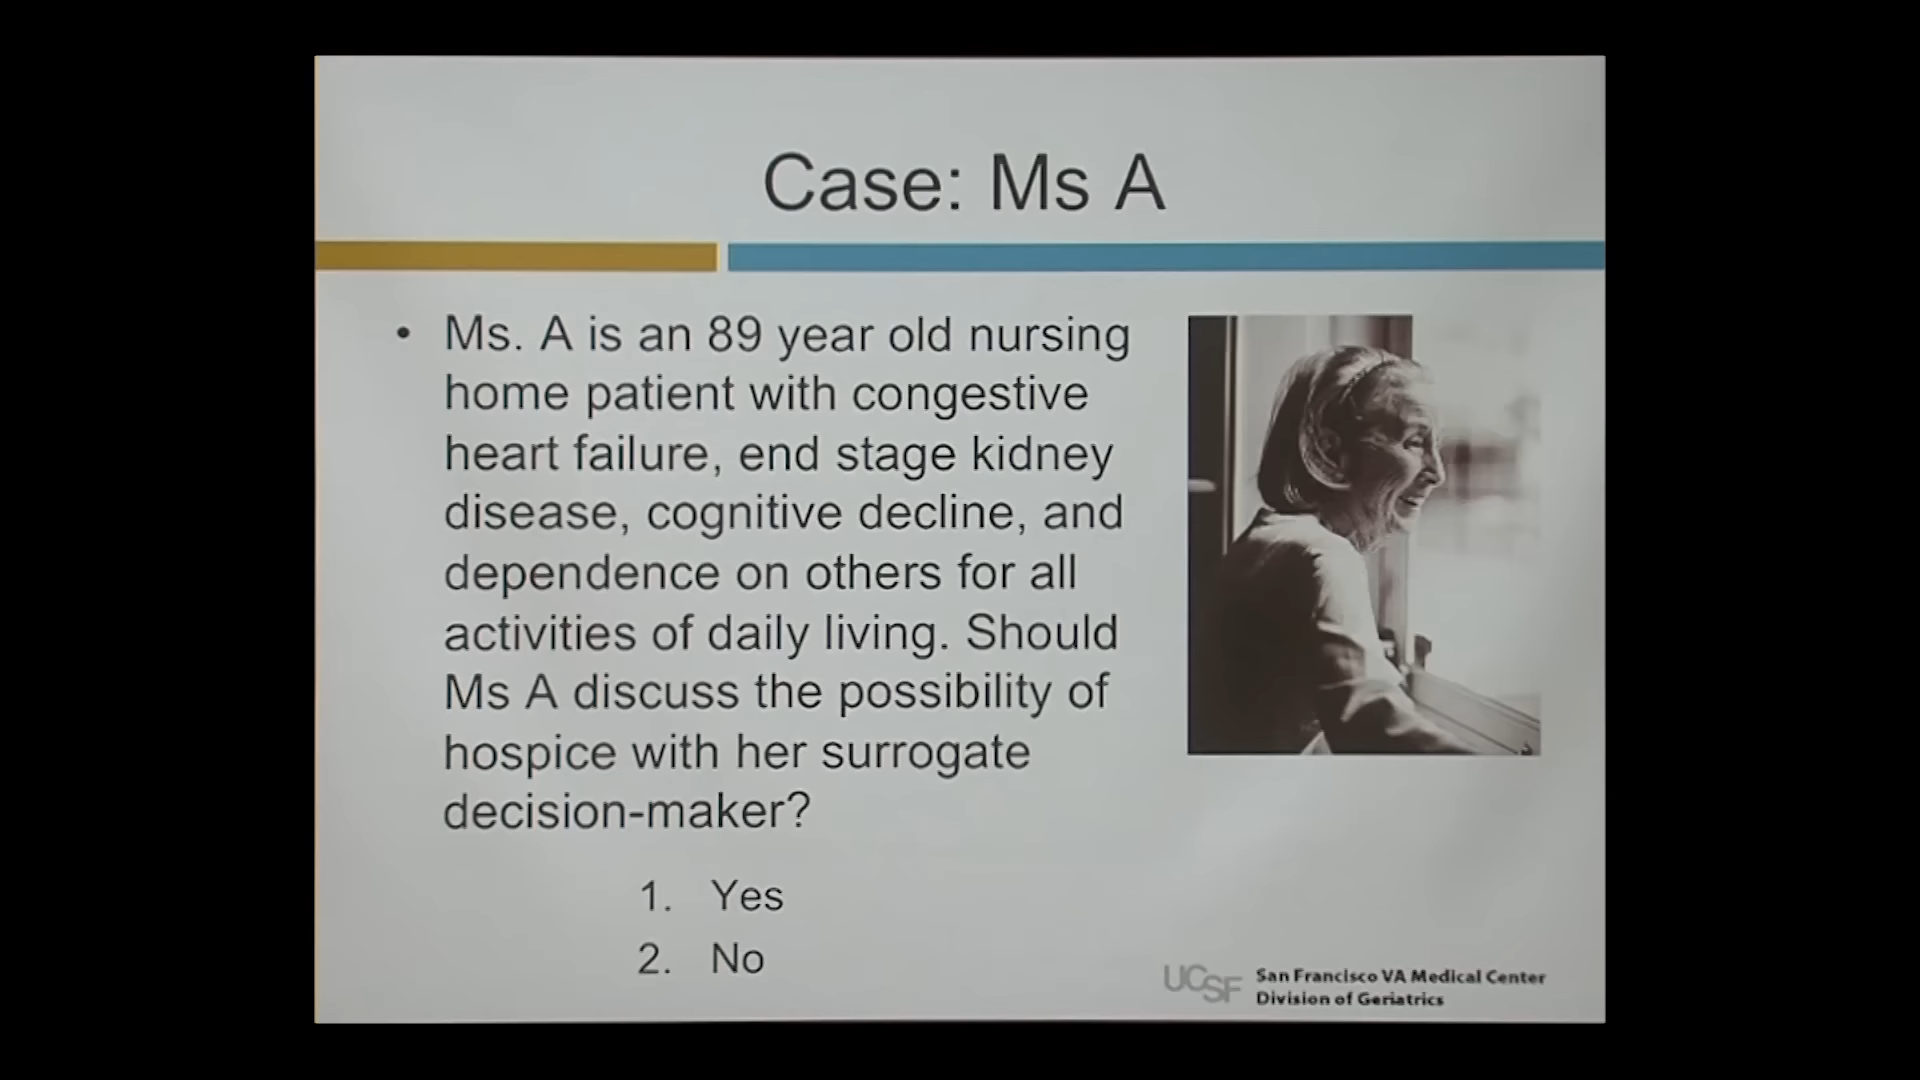 Case: Ms A
• Ms. A is an 89 year old nursing
home patient with congestive
heart failure, end stage kidney
disease, cognitive decline, and
dependence on others for all
activities of daily living. Should
Ms A discuss the possibility of
hospice with her surrogate
decision-maker?
1. Yes
2. No
UCSF San Francisco VA Medical Center
Division of Geriatrics